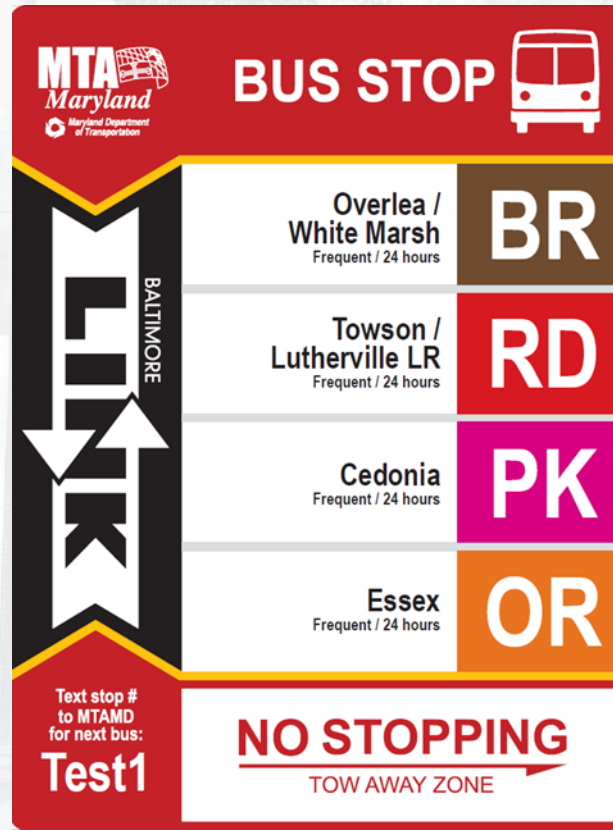 MTA
Maryland
Maryland Department
of Transportation
BUS STOP
BALTIMORE
LINK
Overlea /
White Marsh
Frequent / 24 hours
BR
Towson /
Lutherville LR
Frequent / 24 hours
RD
Cedonia
Frequent / 24 hours
PK
Essex
Frequent / 24 hours
OR
Text stop #
to MTAMD
for next bus:
Test1
NO STOPPING
TOW AWAY ZONE